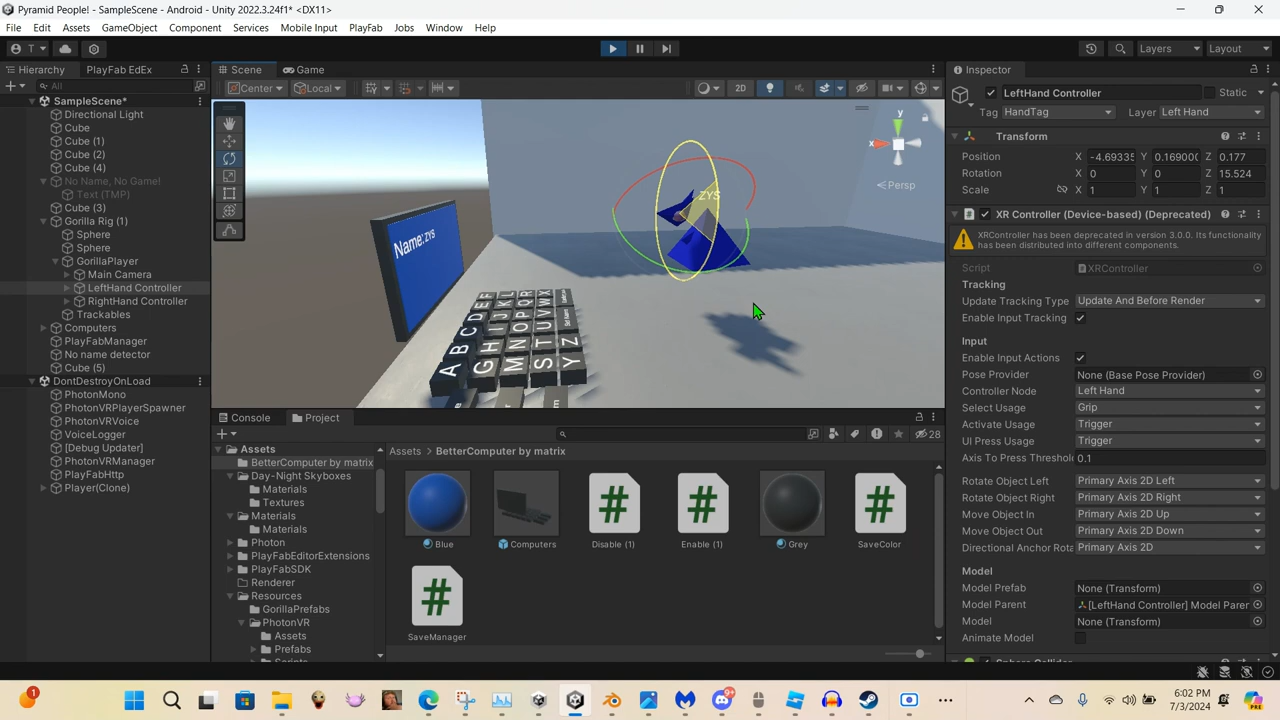 Pyramid People! - SampleScene - Android - Unity 2022.3.24f1* <DX11>
File Edit Assets GameObject Component Services Mobile Input PlayFab Jobs Window Help
T
Layers Layout
Hierarchy PlayFab EdEx
All
SampleScene*
Directional Light
Cube
Cube (1)
Cube (2)
Cube (4)
No Name, No Game!
Text (TMP)
Cube (3)
Gorilla Rig (1)
Sphere
Sphere
GorillaPlayer
Main Camera
LeftHand Controller
RightHand Controller
Trackables
Computers
PlayFabManager
No name detector
Cube (5)
DontDestroyOnLoad
PhotonMono
PhotonVRPlayerSpawner
PhotonVRVoice
VoiceLogger
[Debug Updater]
PhotonVRManager
PlayFabHttp
Player(Clone)
Scene Game
Center Local
2D
y
x
Persp
ZYS
Name: ZYS
A B C D E F
G H I J K L
M N O P Q R
S T U V W X
Y Z
Console Project
28
Assets
BetterComputer by matrix
Day-Night Skyboxes
Materials
Textures
Materials
Materials
Photon
PlayFabEditorExtensions
PlayFabSDK
Renderer
Resources
GorillaPrefabs
PhotonVR
Assets
Prefabs
Scripts
Assets > BetterComputer by matrix
Blue
Computers
Disable (1)
Enable (1)
Grey
SaveColor
SaveManager
Inspector
LeftHand Controller Static
Tag HandTag Layer Left Hand
Transform
Position X -4.69335 Y 0.169000 Z 0.177
Rotation X 0 Y 0 Z 15.524
Scale X 1 Y 1 Z 1
XR Controller (Device-based) (Deprecated)
XRController has been deprecated in version 3.0.0. Its functionality
has been distributed into different components.
Script XRController
Tracking
Update Tracking Type Update And Before Render
Enable Input Tracking
Input
Enable Input Actions
Pose Provider None (Base Pose Provider)
Controller Node Left Hand
Select Usage Grip
Activate Usage Trigger
UI Press Usage Trigger
Axis To Press Threshold 0.1
Rotate Object Left Primary Axis 2D Left
Rotate Object Right Primary Axis 2D Right
Move Object In Primary Axis 2D Up
Move Object Out Primary Axis 2D Down
Directional Anchor Rota Primary Axis 2D
Model
Model Prefab None (Transform)
Model Parent [LeftHand Controller] Model Parer
Model None (Transform)
Animate Model
Sphere Collider
1
9+
6:02 PM
7/3/2024
PRE